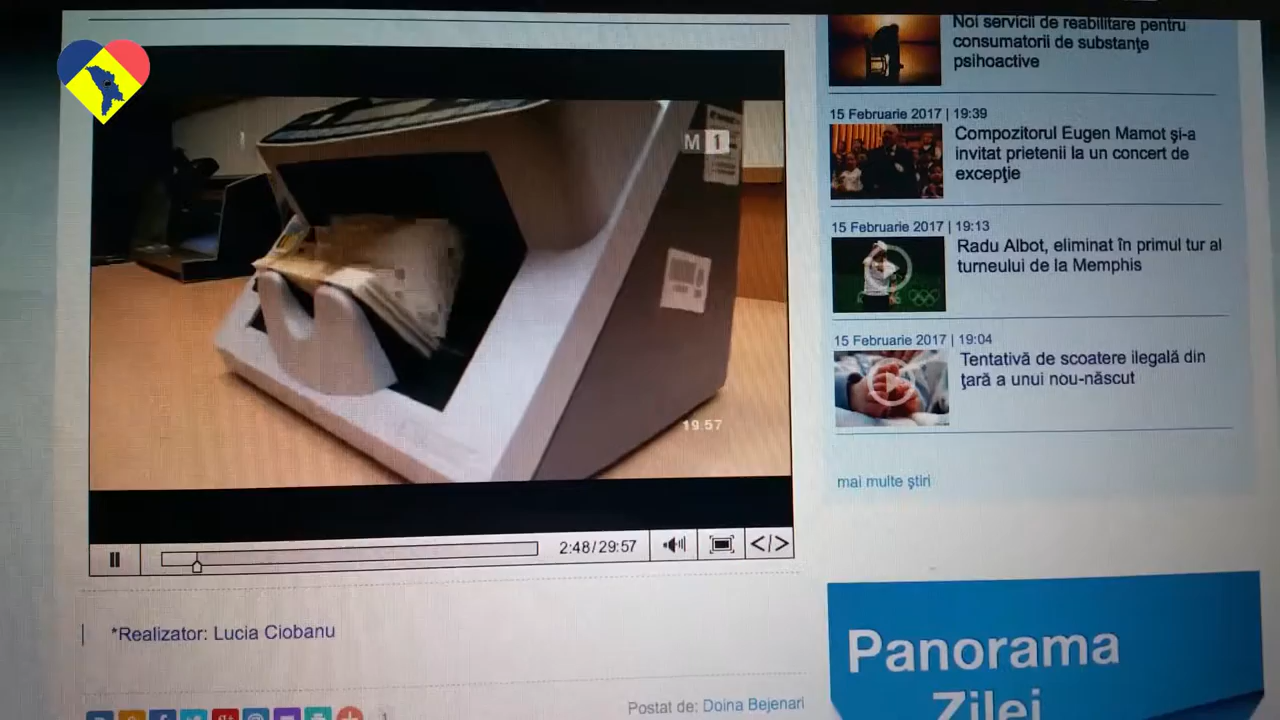 M 1
19:57
2:48/29:57
*Realizator: Lucia Ciobanu
Postat de: Doina Bejenari
1
Noi servicii de reabilitare pentru
consumatorii de substanţe
psihoactive
15 Februarie 2017 | 19:39
Compozitorul Eugen Mamot şi-a
invitat prietenii la un concert de
excepţie
15 Februarie 2017 | 19:13
Radu Albot, eliminat în primul tur al
turneului de la Memphis
15 Februarie 2017 | 19:04
Tentativă de scoatere ilegală din
ţară a unui nou-născut
mai multe ştiri
Panorama
Zilei